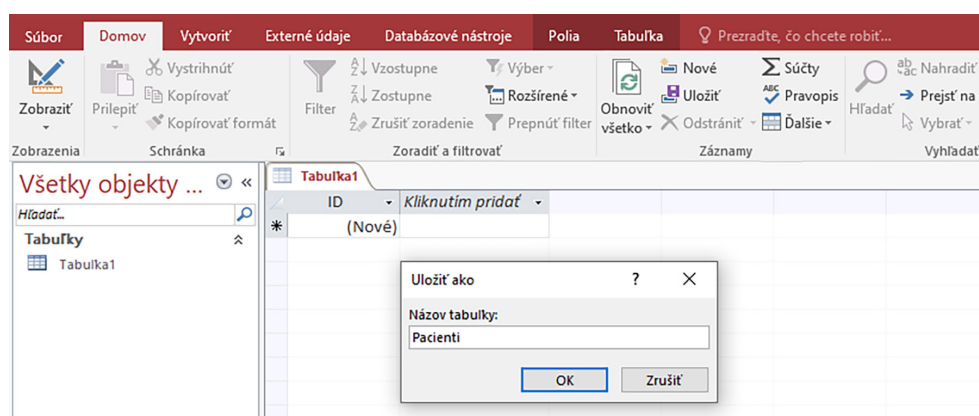 Súbor Domov Vytvoriť Externé údaje Databázové nástroje Polia Tabuľka Prezraďte, čo chcete robiť...
Zobraziť
Zobrazenia
Prilepiť
Vystrihnúť
Kopírovať
Kopírovať formát
Schránka
Filter
Vzostupne
Zostupne
Zrušiť zoradenie
Výber
Rozšírené
Prepnúť filter
Zoradiť a filtrovať
Obnoviť
všetko
Nové
Uložiť
Odstrániť
Súčty
Pravopis
Ďalšie
Záznamy
Hľadať
Nahradiť
Prejsť na
Vybrať
Vyhľadať
Všetky objekty ...
Hľadať...
Tabuľky
Tabulka1
Tabuľka1
ID Kliknutím pridať
(Nové)
Uložiť ako ?
Názov tabuľky:
Pacienti
OK Zrušiť